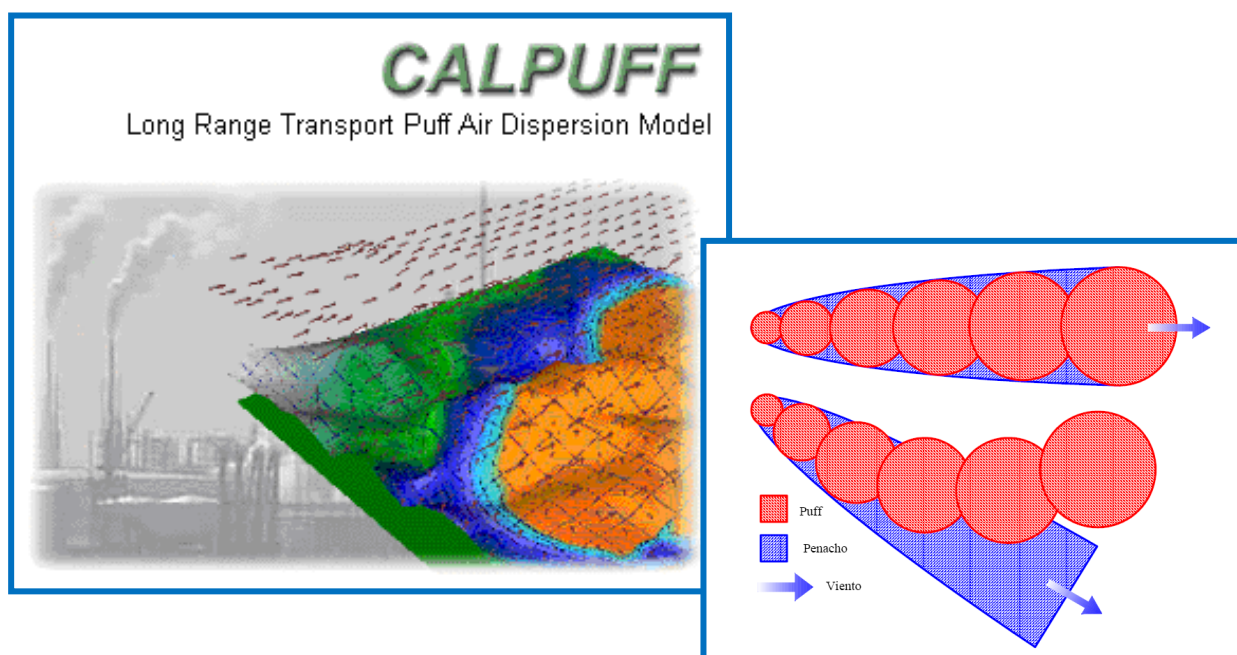 CALPUFF
Long Range Transport Puff Air Dispersion Model
Puff
Penacho
Viento